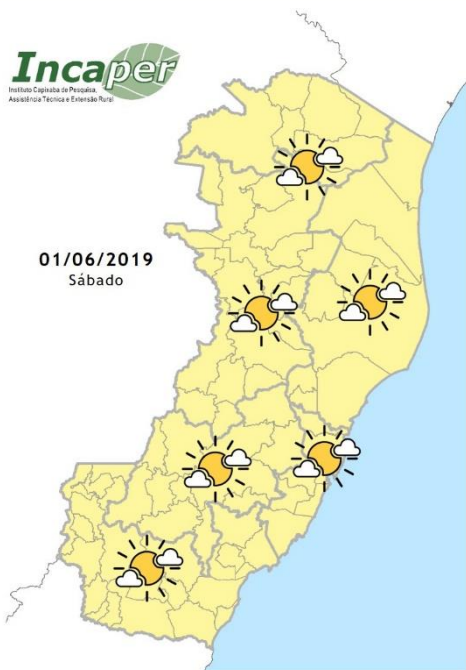 Incaper
Instituto Capixaba de Pesquisa,
Assistência Técnica e Extensão Rural
01/06/2019
Sábado